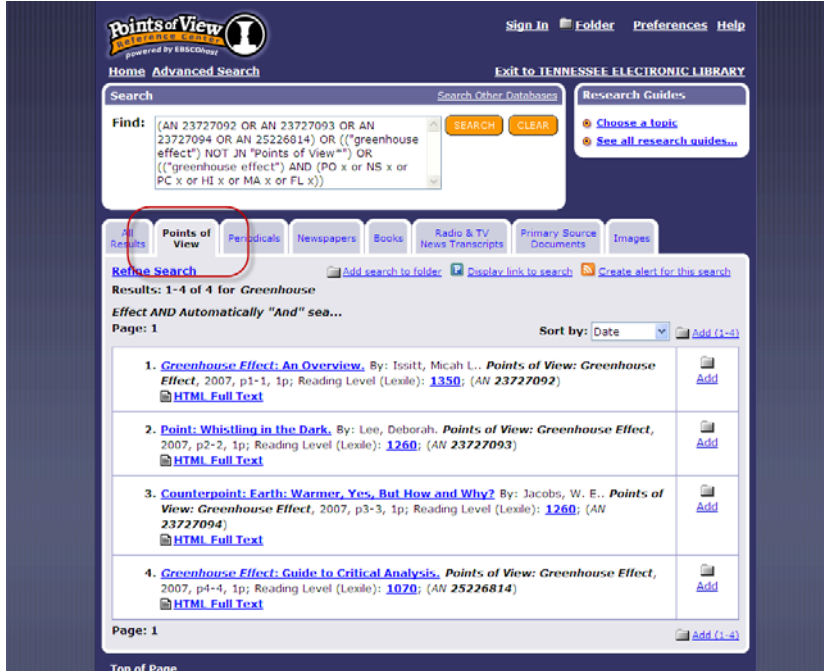 Points of View
Reference Center
powered by EBSCOhost
Sign In Folder Preferences Help
Home Advanced Search
Exit to TENNESSEE ELECTRONIC LIBRARY
Search
Search Other Databases
Research Guides
Find:
(AN 23727092 OR AN 23727093 OR AN
23727094 OR AN 25226814) OR (("greenhouse
effect") NOT JN "Points of View*") OR
(("greenhouse effect") AND (PO x or NS x or
PC x or HI x or MA x or FL x))
SEARCH CLEAR
Choose a topic
See all research guides...
All Results
Points of View
Periodicals
Newspapers
Books
Radio & TV News Transcripts
Primary Source Documents
Images
Refine Search
Add search to folder Display link to search Create alert for this search
Results: 1-4 of 4 for Greenhouse
Effect AND Automatically "And" sea...
Page: 1
Sort by: Date
Add (1-4)
1. Greenhouse Effect: An Overview. By: Issitt, Micah L.. Points of View: Greenhouse
Effect, 2007, p1-1, 1p; Reading Level (Lexile): 1350; (AN 23727092)
HTML Full Text
Add
2. Point: Whistling in the Dark. By: Lee, Deborah. Points of View: Greenhouse Effect,
2007, p2-2, 1p; Reading Level (Lexile): 1260; (AN 23727093)
HTML Full Text
Add
3. Counterpoint: Earth: Warmer, Yes, But How and Why? By: Jacobs, W. E.. Points of
View: Greenhouse Effect, 2007, p3-3, 1p; Reading Level (Lexile): 1260; (AN
23727094)
HTML Full Text
Add
4. Greenhouse Effect: Guide to Critical Analysis. Points of View: Greenhouse Effect,
2007, p4-4, 1p; Reading Level (Lexile): 1070; (AN 25226814)
HTML Full Text
Add
Page: 1
Add (1-4)
Top of Page